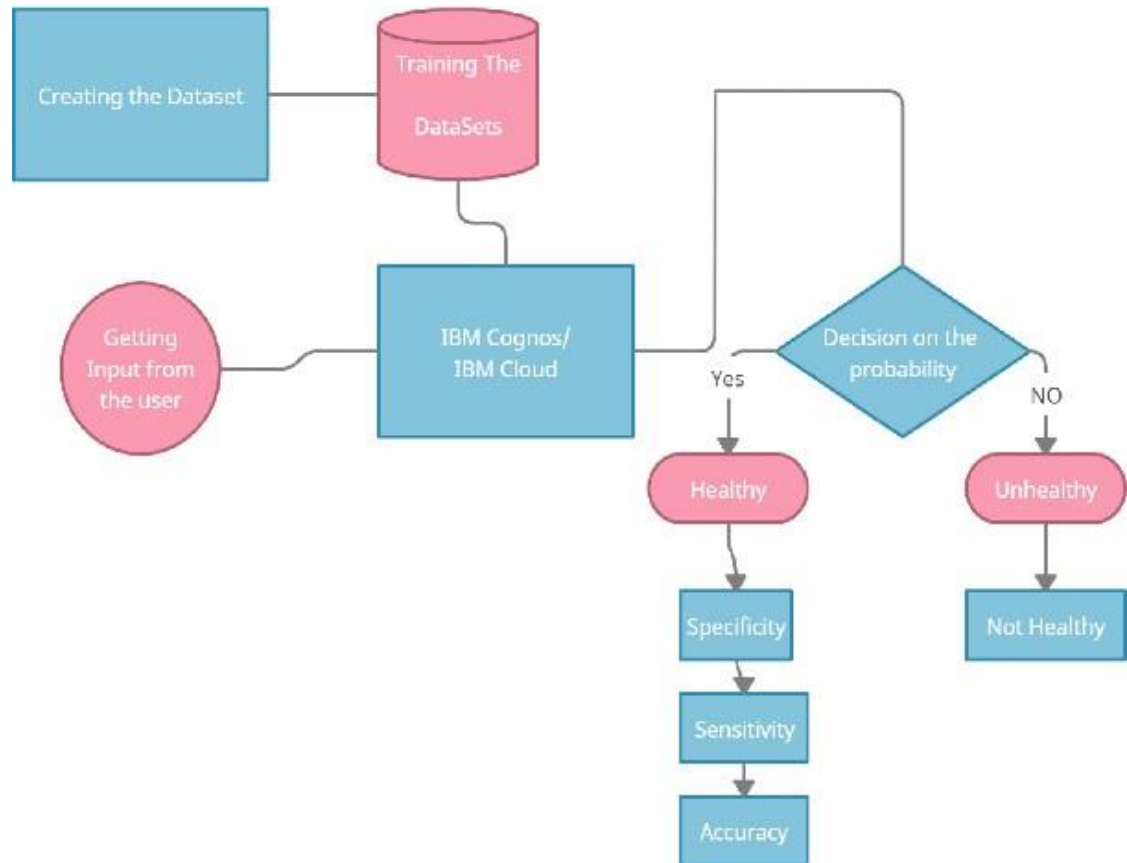 Creating the Dataset
Training The
DataSets
Getting
Input from
the user
IBM Cognos/
IBM Cloud
Decision on the
probability
Yes
NO
Healthy
Unhealthy
Specificity
Not Healthy
Sensitivity
Accuracy